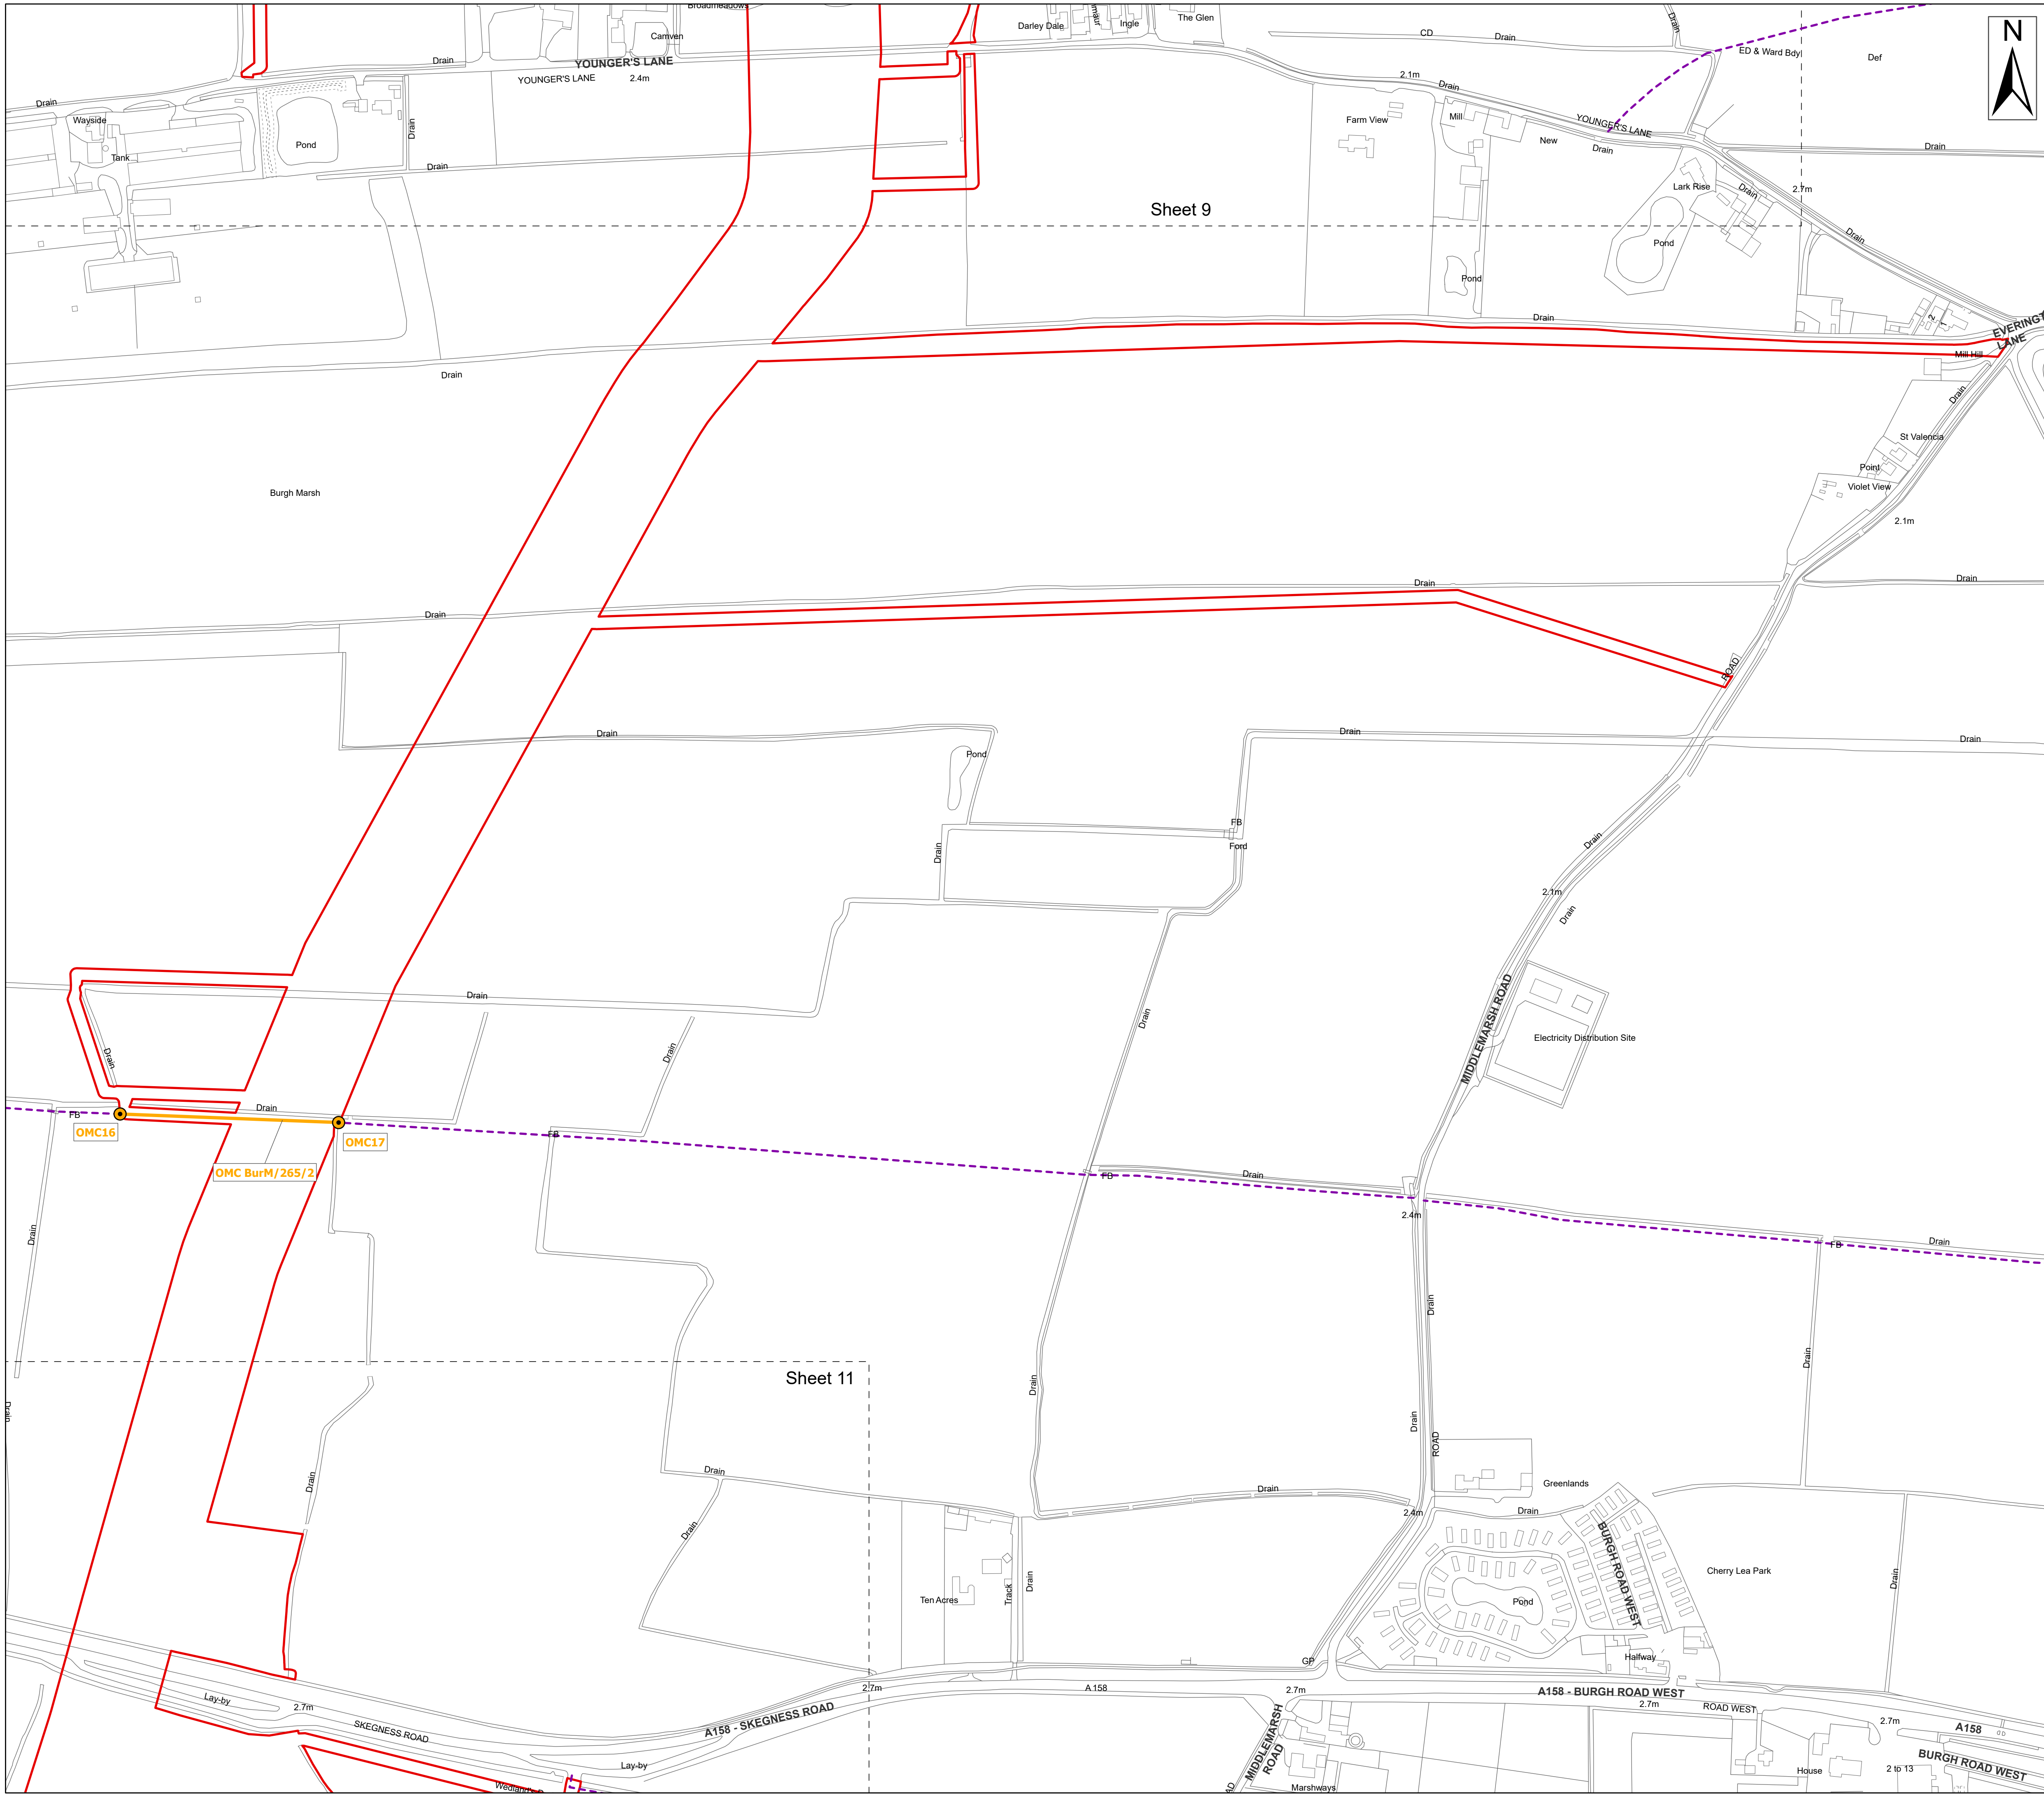 Broadmeadows
Camven
Darley Dale
Ingle
The Glen
CD
Drain
Drain
ED & Ward Bdy
Def
N
Drain
YOUNGER'S LANE
YOUNGER'S LANE
2.4m
2.1m
Drain
Drain
Wayside
Tank
Pond
Drain
Drain
Farm View
Mill
New
YOUNGER'S LANE
Drain
Drain
Lark Rise
Drain
2.7m
Sheet 9
Drain
Pond
Pond
Drain
Drain
2
1
LANE
Mill Hill
Drain
St Valencia
Point
Violet View
2.1m
Burgh Marsh
Drain
Drain
Drain
ROAD
Drain
Drain
Drain
Pond
FB
Ford
Drain
Drain
2.1m
Drain
MIDDLEMARSH ROAD
Electricity Distribution Site
Drain
Drain
Drain
Drain
Drain
FB
OMC16
OMC17
OMC BurM/265/2
FB
FB
Drain
2.4m
FB
Drain
Drain
Drain
Drain
Sheet 11
Drain
Drain
Drain
ROAD
Drain
Drain
Drain
Drain
Drain
2.4m
Greenlands
Drain
BURGH ROAD WEST
Cherry Lea Park
Drain
Pond
Ten Acres
Track
Drain
Halfway
GP
Lay-by
2.7m
SKEGNESS ROAD
A158 - SKEGNESS ROAD
2.7m
A158
2.7m
A158 - BURGH ROAD WEST
2.7m
ROAD WEST
2.7m
A158
BURGH ROAD WEST
MIDDLEMARSH
ROAD
Lay-by
Marshways
House
2 to 13